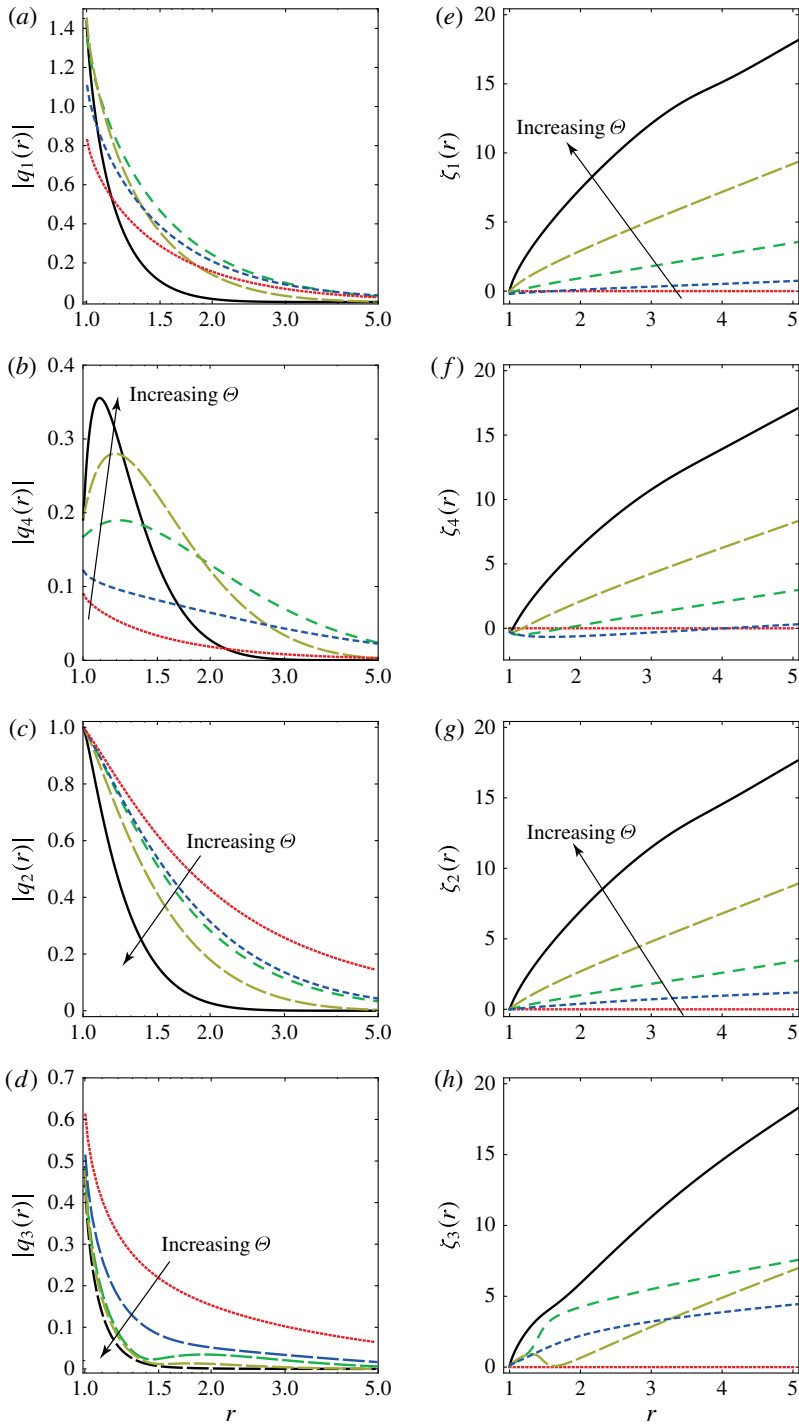 (a)
1.4
1.2
1.0
0.8
0.6
0.4
0.2
0
|q1(r)|
1.0 1.5 2.0 3.0 5.0
(e)
20
15
10
5
0
ζ1(r)
Increasing Θ
1 2 3 4 5
(b)
0.4
0.3
0.2
0.1
0
|q4(r)|
Increasing Θ
1.0 2.0 3.0 5.0
(f)
20
15
10
5
0
ζ4(r)
1 2 3 4 5
(c)
1.0
0.8
0.6
0.4
0.2
0
|q2(r)|
Increasing Θ
1.0 1.5 2.0 3.0 5.0
(g)
20
15
10
5
0
ζ2(r)
Increasing Θ
1 2 3 4 5
(d)
0.7
0.6
0.5
0.4
0.3
0.2
0.1
0
|q3(r)|
Increasing Θ
1.0 1.5 2.0 3.0 5.0
r
(h)
20
15
10
5
0
ζ3(r)
1 2 3 4 5
r